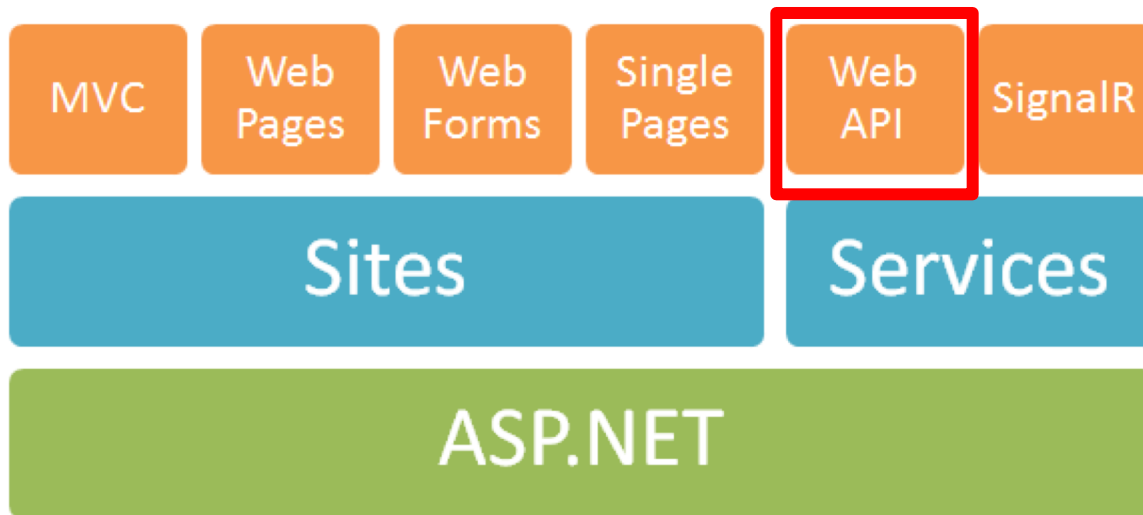 MVC
Web
Pages
Web
Forms
Single
Pages
Web
API
SignalR
Sites
Services
ASP.NET